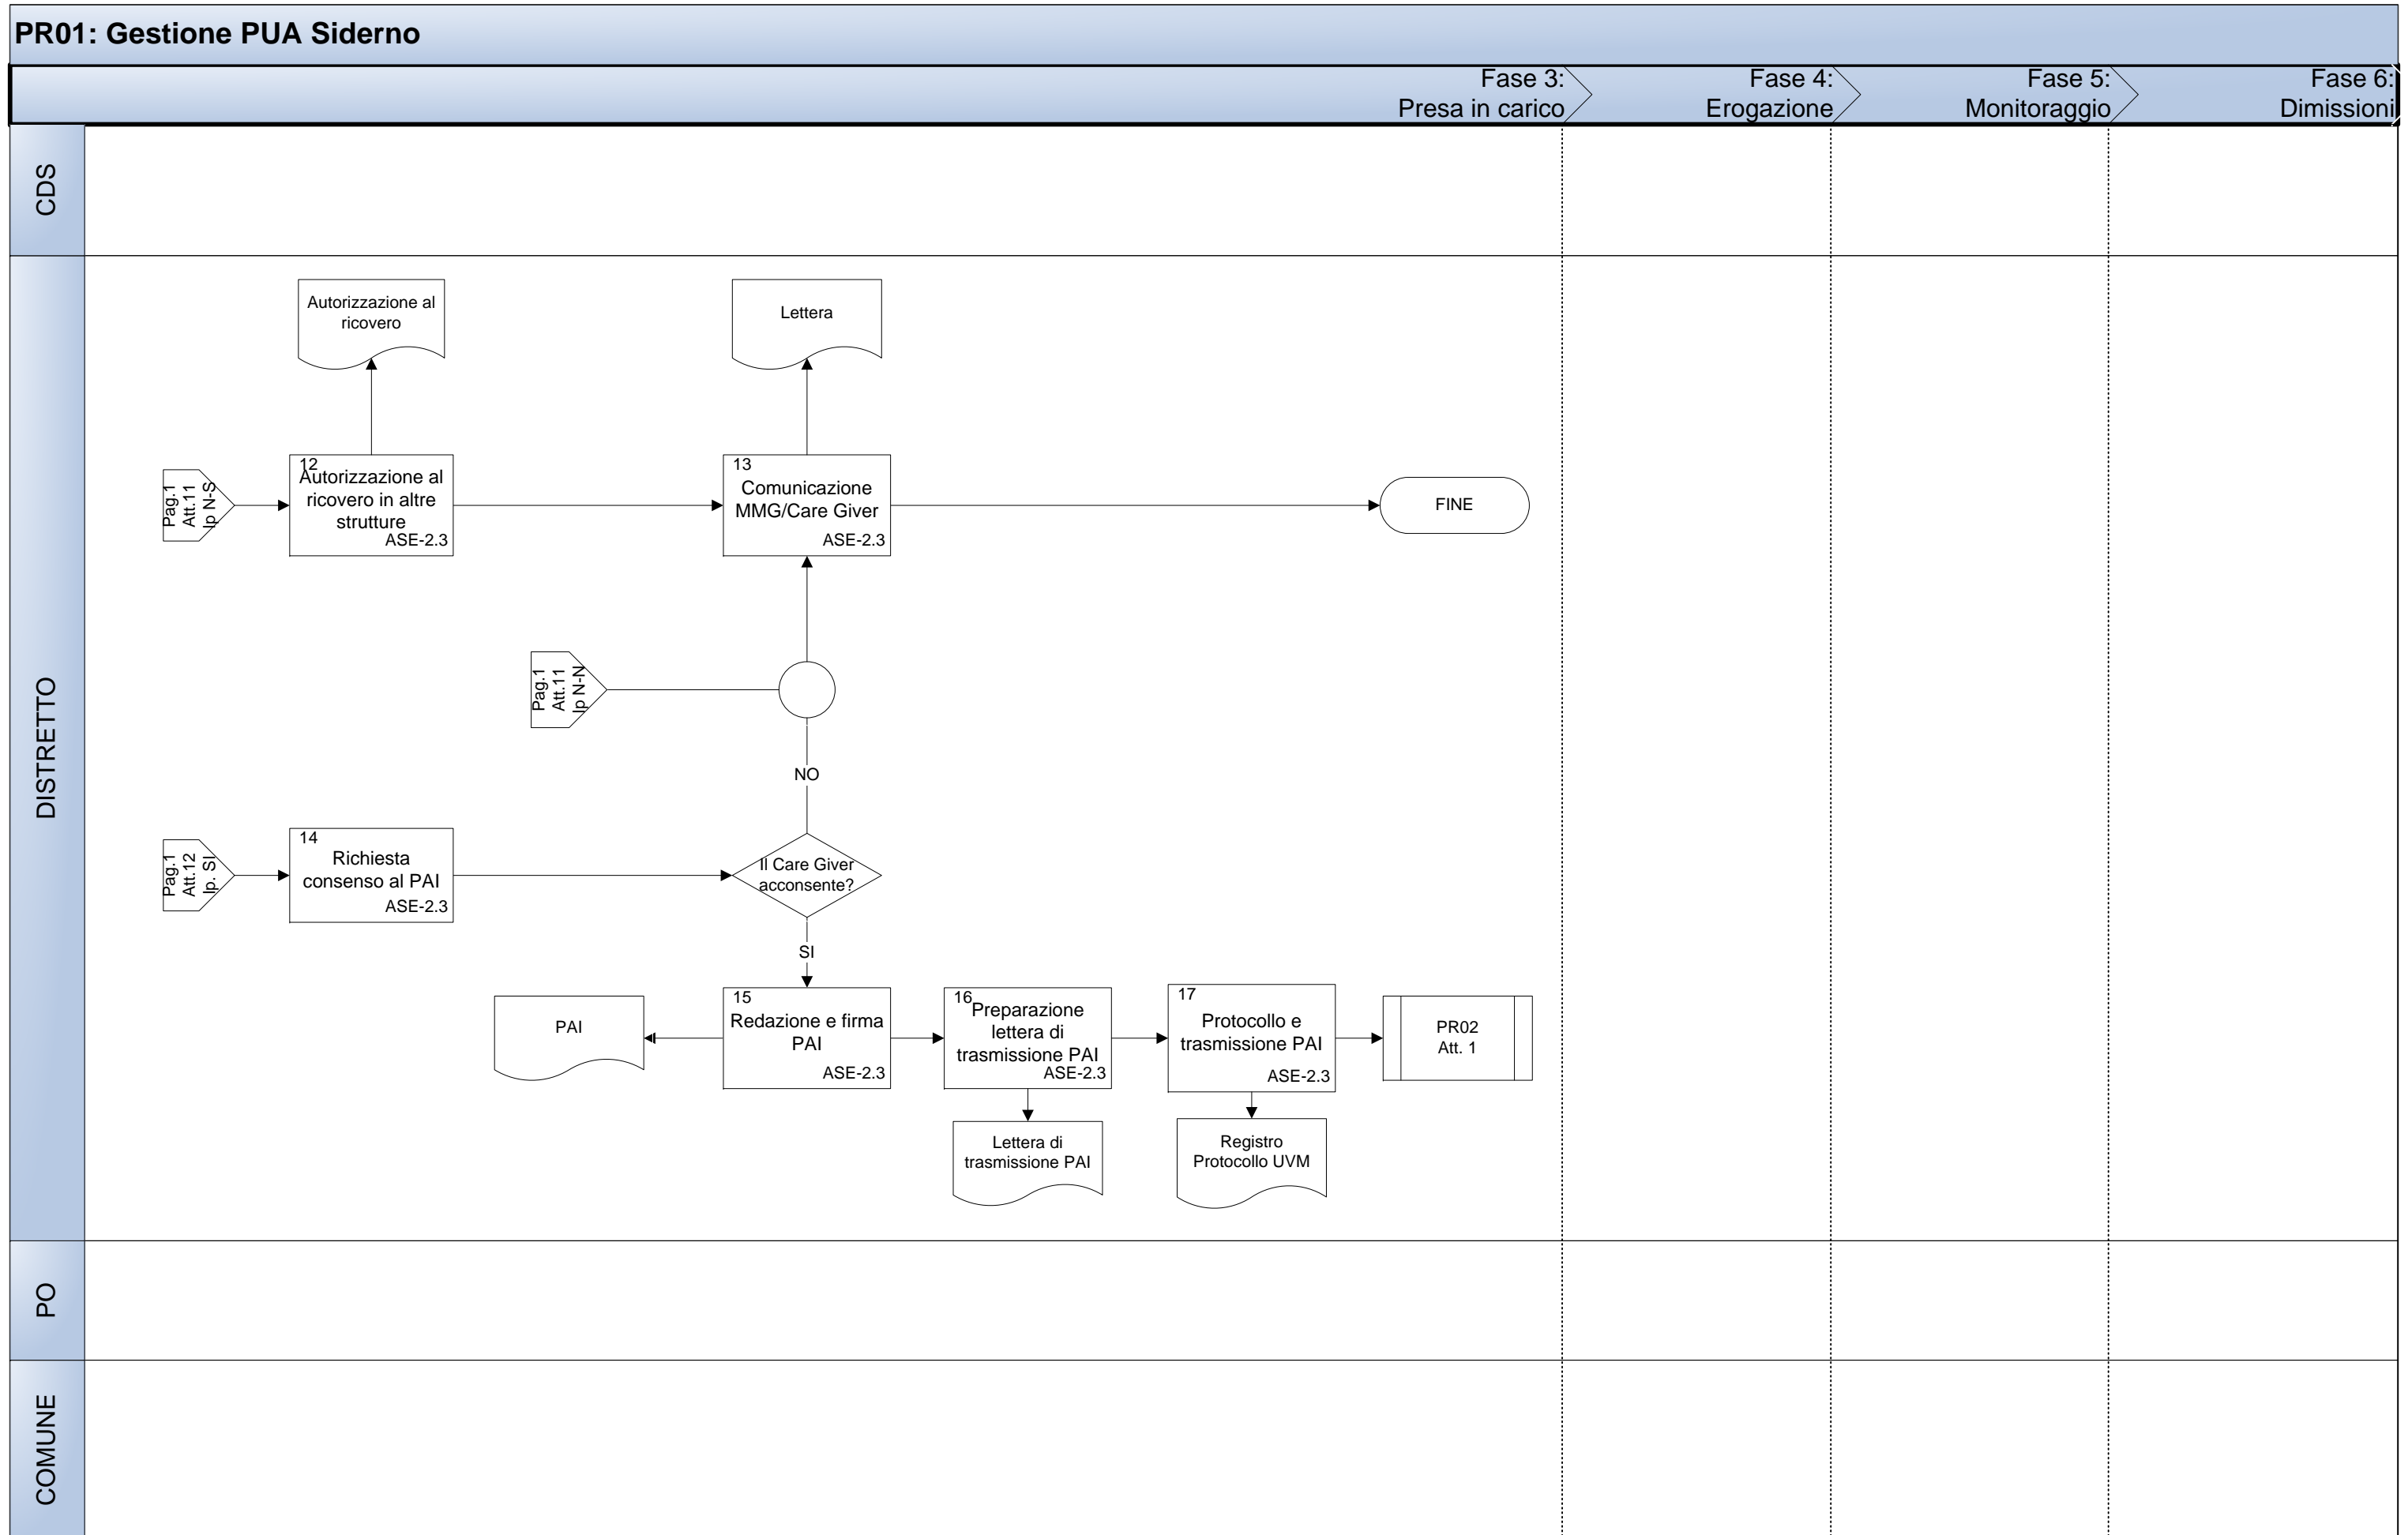 PR01: Gestione PUA Siderno
Fase 3:
Presa in carico
Fase 4:
Erogazione
Fase 5:
Monitoraggio
Fase 6:
Dimissioni
CDS
DISTRETTO
Autorizzazione al
ricovero
Lettera
Pag.1
Att.11
Ip N-S
12
Autorizzazione al
ricovero in altre
strutture
ASE-2.3
13
Comunicazione
MMG/Care Giver
ASE-2.3
FINE
Pag.1
Att.11
Ip N-N
NO
Pag.1
Att.12
Ip. SI
14
Richiesta
consenso al PAI
ASE-2.3
Il Care Giver
acconsente?
SI
PAI
15
Redazione e firma
PAI
ASE-2.3
16
Preparazione
lettera di
trasmissione PAI
ASE-2.3
17
Protocollo e
trasmissione PAI
ASE-2.3
PR02
Att. 1
Lettera di
trasmissione PAI
Registro
Protocollo UVM
PO
COMUNE